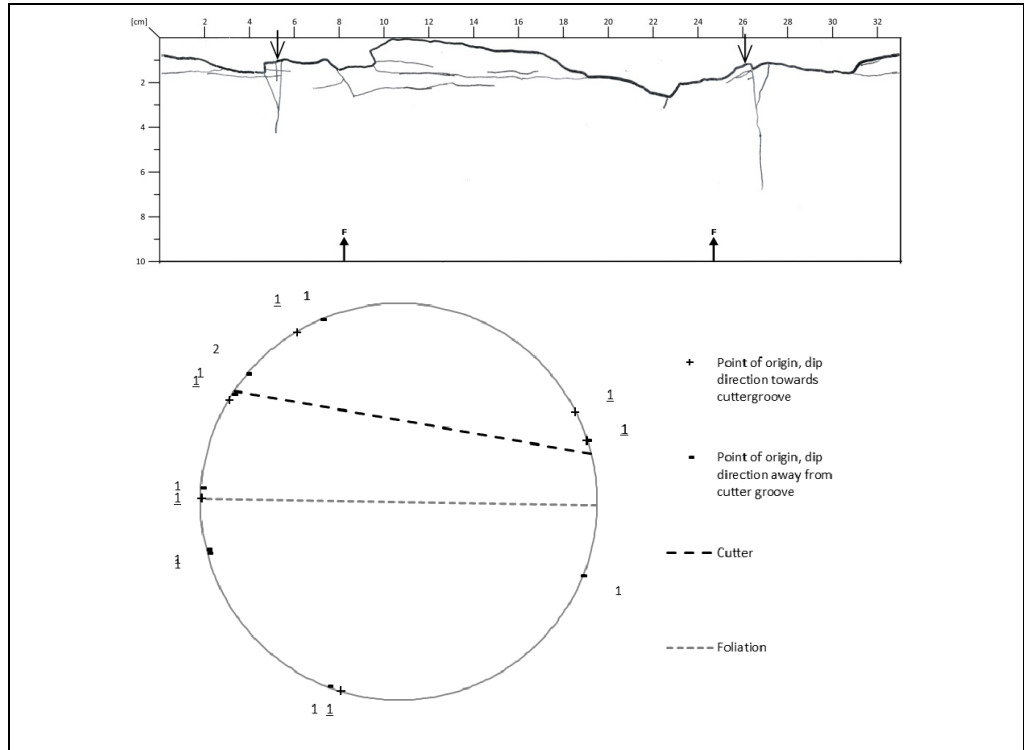 [cm] 2 4 6 8 10 12 14 16 18 20 22 24 26 28 30 32
2
4
6
8
10
F F
1 1
2
1
1
1
1
Point of origin, dip
direction towards
cuttergroove
1
1
1
1
Point of origin, dip
direction away from
cutter groove
Cutter
1
1
1
Foliation
1 1